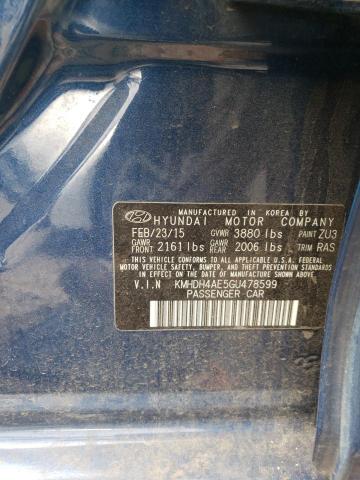 MANUFACTURED IN KOREA BY
HYUNDAI MOTOR COMPANY
FEB/23/15 GVWR 3880 lbs PAINT ZU3
GAWR FRONT 2161 lbs GAWR REAR 2006 lbs TRIM RAS
THIS VEHICLE CONFORMS TO ALL APPLICABLE U.S. FEDERAL
MOTOR VEHICLE SAFETY, BUMPER, AND THEFT PREVENTION
STANDARDS IN EFFECT ON THE DATE OF MANUFACTURE
SHOWN ABOVE.
V.I.N KMHDH4AE5GU478599
PASSENGER CAR